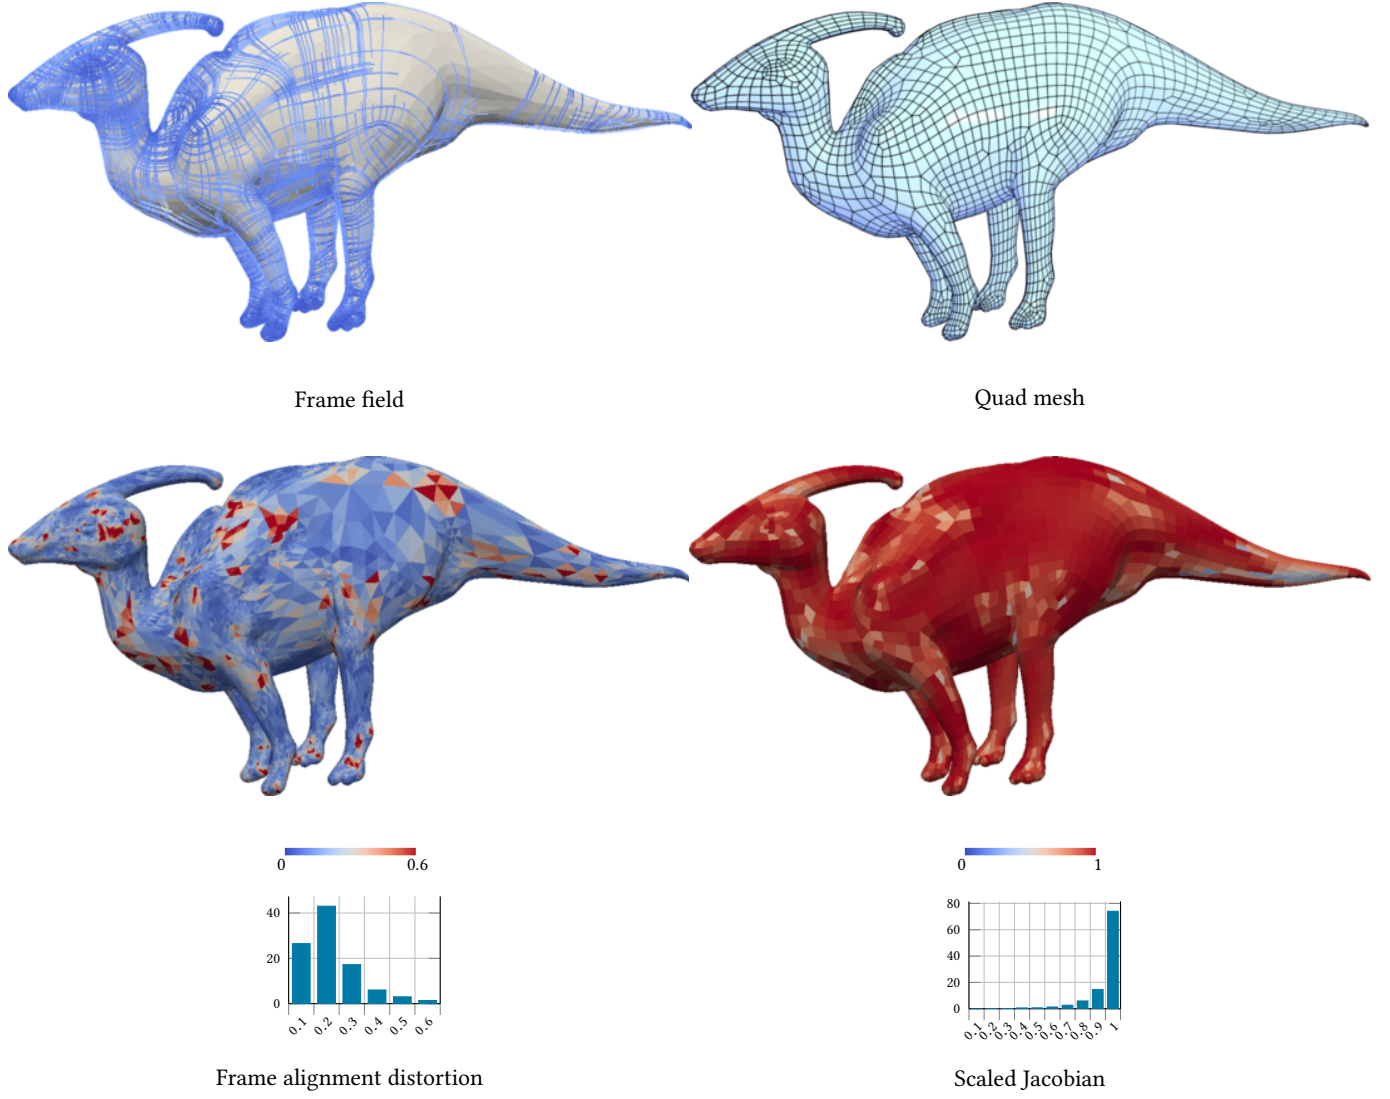 Frame field
Quad mesh
0 0.6
0 1
40
20
0
0.1 0.2 0.3 0.4 0.5 0.6
80
60
40
20
0
0.1 0.2 0.3 0.4 0.5 0.6 0.7 0.8 0.9 1
Frame alignment distortion
Scaled Jacobian